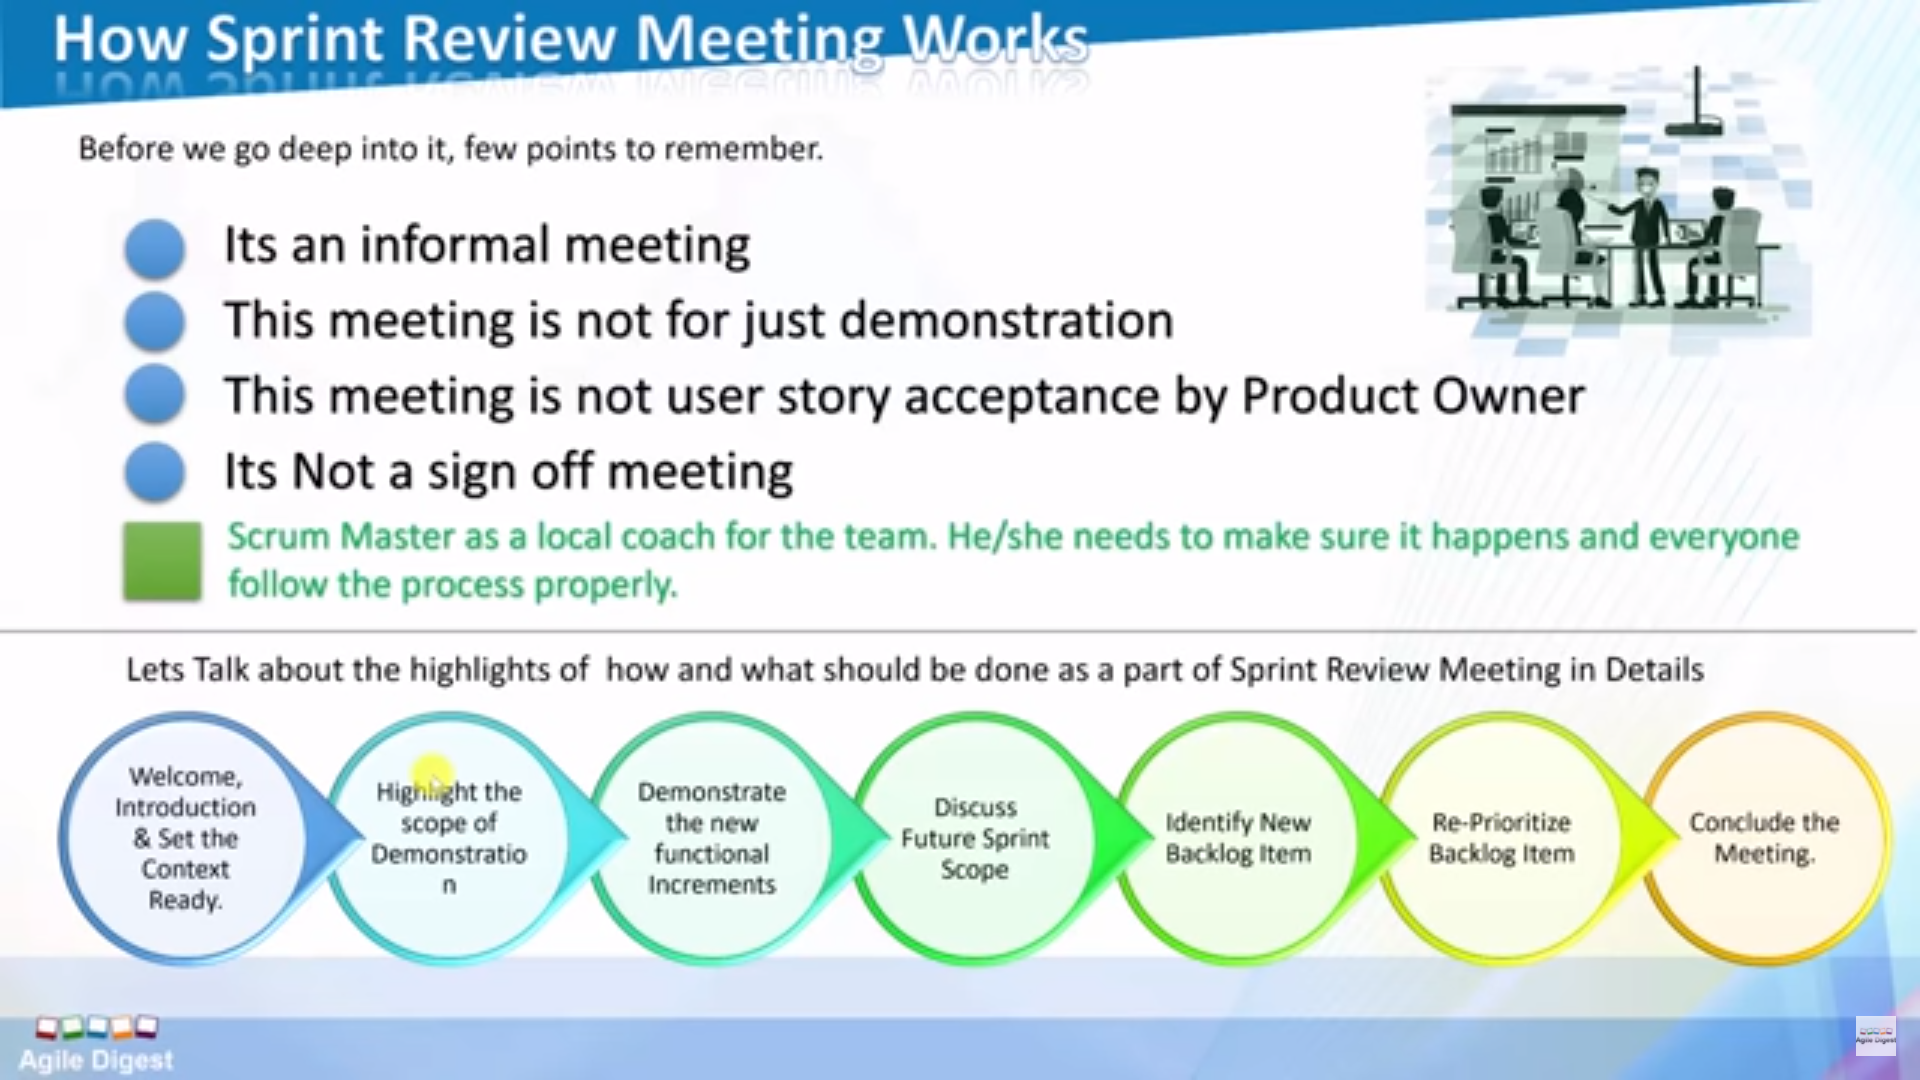 How Sprint Review Meeting Works
Before we go deep into it, few points to remember.
Its an informal meeting
This meeting is not for just demonstration
This meeting is not user story acceptance by Product Owner
Its Not a sign off meeting
Scrum Master as a local coach for the team. He/she needs to make sure it happens and everyone
follow the process properly.
Lets Talk about the highlights of how and what should be done as a part of Sprint Review Meeting in Details
Welcome,
Introduction
& Set the
Context
Ready.
Highlight the
scope of
Demonstratio
n
Demonstrate
the new
functional
Increments
Discuss
Future Sprint
Scope
Identify New
Backlog Item
Re-Prioritize
Backlog Item
Conclude the
Meeting.
Agile Digest
Agile Digest